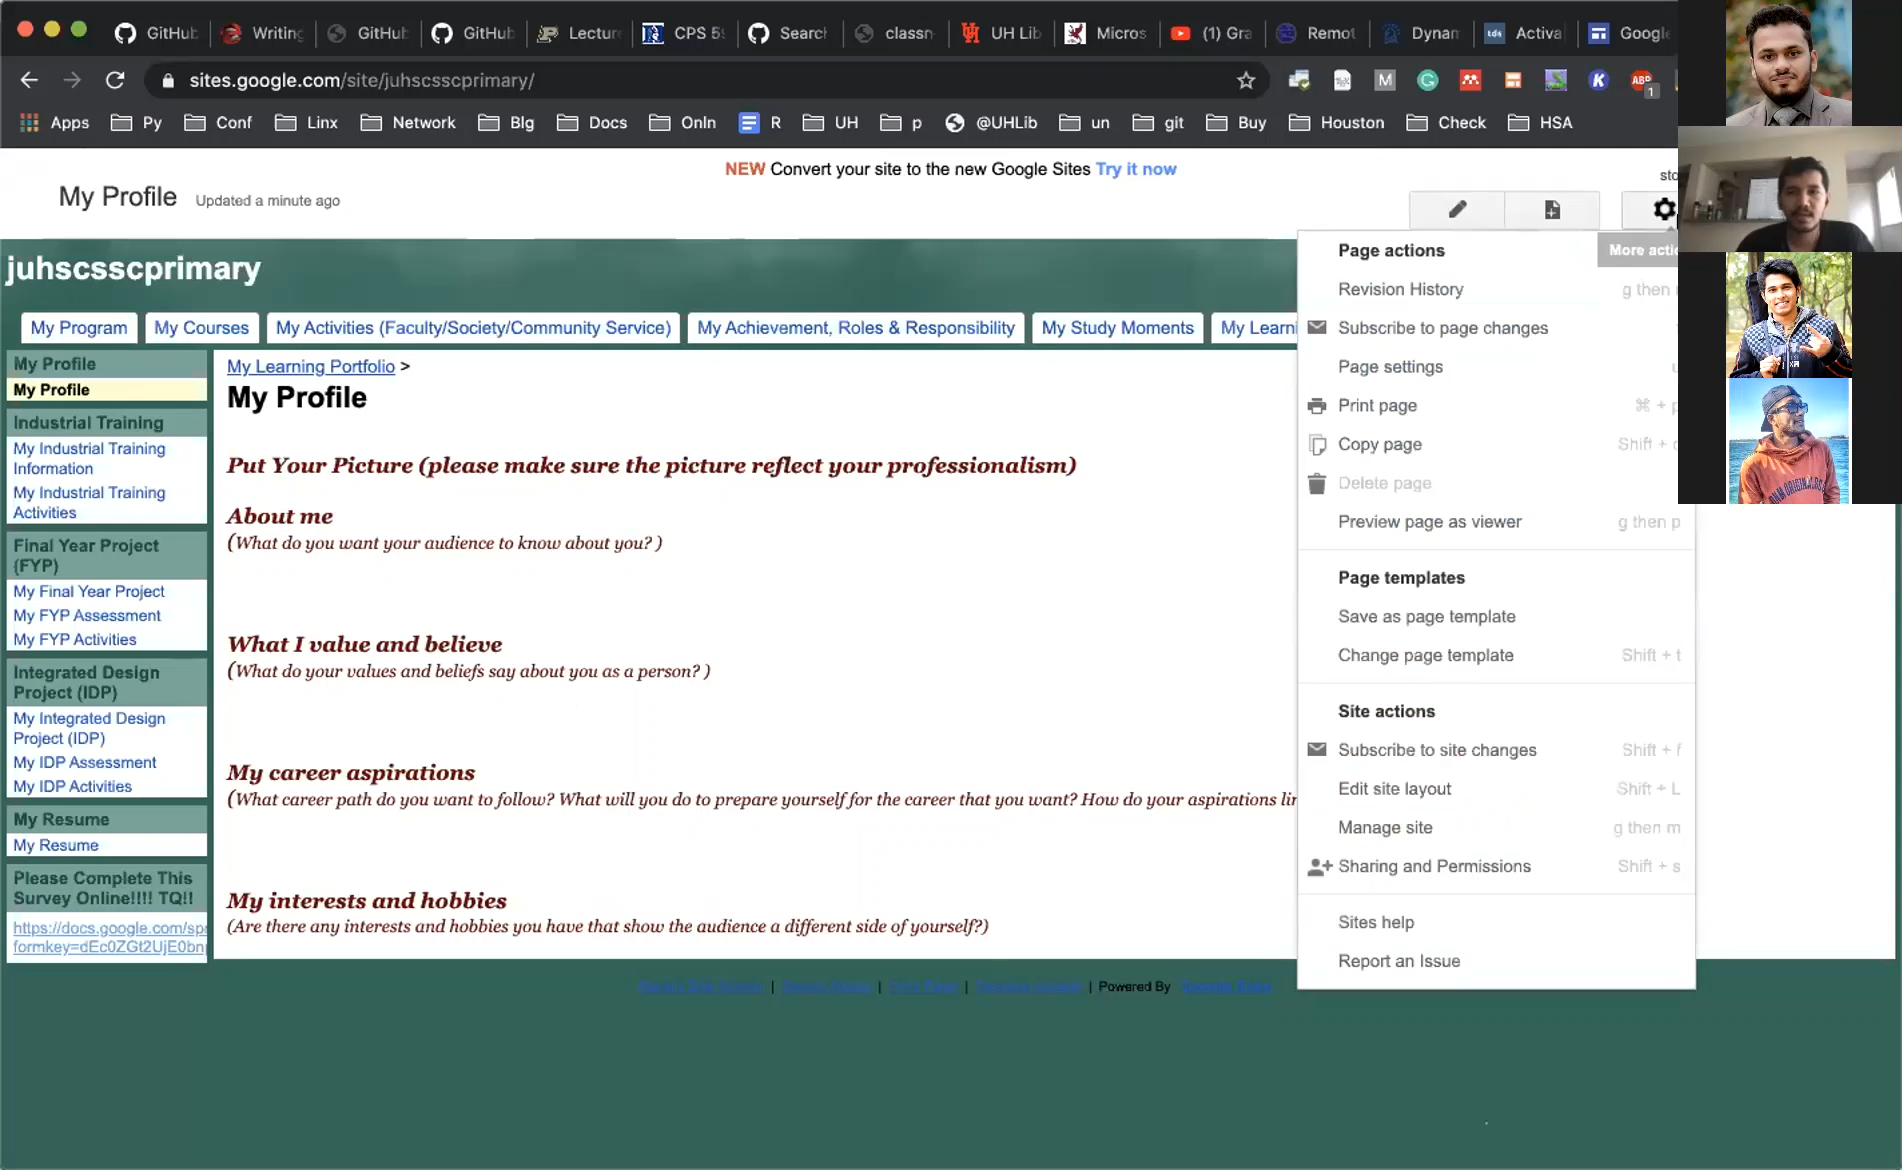 GitHub
Writing
GitHub
GitHub
Lecture
CPS 5
Search
classn
UH Lib
Micros
(1) Gra
Remot
Dynam
Activa
Google
sites.google.com/site/juhscsscprimary/
M
ABP
1
Apps
Py
Conf
Linx
Network
Blg
Docs
Onln
R
UH
p
@UHLib
un
git
Buy
Houston
Check
HSA
NEW Convert your site to the new Google Sites Try it now
My Profile Updated a minute ago
juhscsscprimary
My Program
My Courses
My Activities (Faculty/Society/Community Service)
My Achievement, Roles & Responsibility
My Study Moments
My Learni
My Profile
My Profile
Industrial Training
My Industrial Training
Information
My Industrial Training
Activities
Final Year Project
(FYP)
My Final Year Project
My FYP Assessment
My FYP Activities
Integrated Design
Project (IDP)
My Integrated Design
Project (IDP)
My IDP Assessment
My IDP Activities
My Resume
My Resume
Please Complete This
Survey Online!!!! TQ!!
https://docs.google.com/spr
formkey=dEc0ZGt2UjE0bnp
My Learning Portfolio >
My Profile
Put Your Picture (please make sure the picture reflect your professionalism)
About me
(What do you want your audience to know about you? )
What I value and believe
(What do your values and beliefs say about you as a person? )
My career aspirations
(What career path do you want to follow? What will you do to prepare yourself for the career that you want? How do your aspirations lin
My interests and hobbies
(Are there any interests and hobbies you have that show the audience a different side of yourself?)
| | | | Powered By
Page actions
More actio
Revision History g then r
Subscribe to page changes
Page settings u
Print page ⌘ + p
Copy page Shift + c
Delete page
Preview page as viewer g then p
Page templates
Save as page template
Change page template Shift + t
Site actions
Subscribe to site changes Shift + f
Edit site layout Shift + L
Manage site g then m
Sharing and Permissions Shift + s
Sites help
Report an Issue